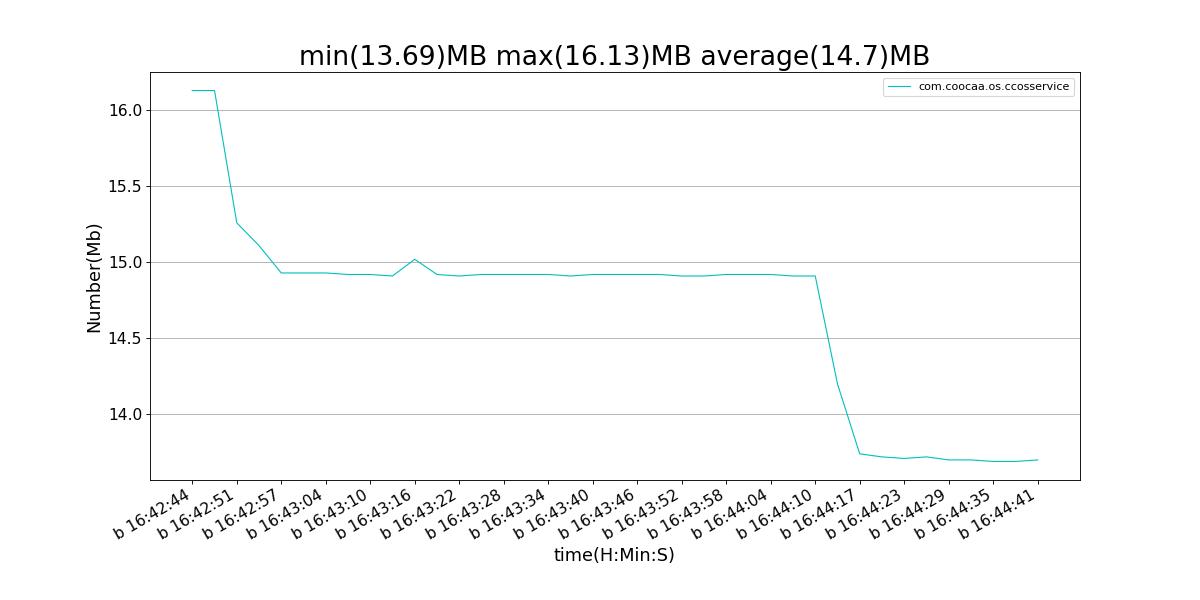 min(13.69)MB max(16.13)MB average(14.7)MB
com.coocaa.os.ccosservice
16.0
15.5
15.0
14.5
14.0
Number(Mb)
b 16:42:44
b 16:42:51
b 16:42:57
b 16:43:04
b 16:43:10
b 16:43:16
b 16:43:22
b 16:43:28
b 16:43:34
b 16:43:40
b 16:43:46
b 16:43:52
b 16:43:58
b 16:44:04
b 16:44:10
b 16:44:17
b 16:44:23
b 16:44:29
b 16:44:35
b 16:44:41
time(H:Min:S)